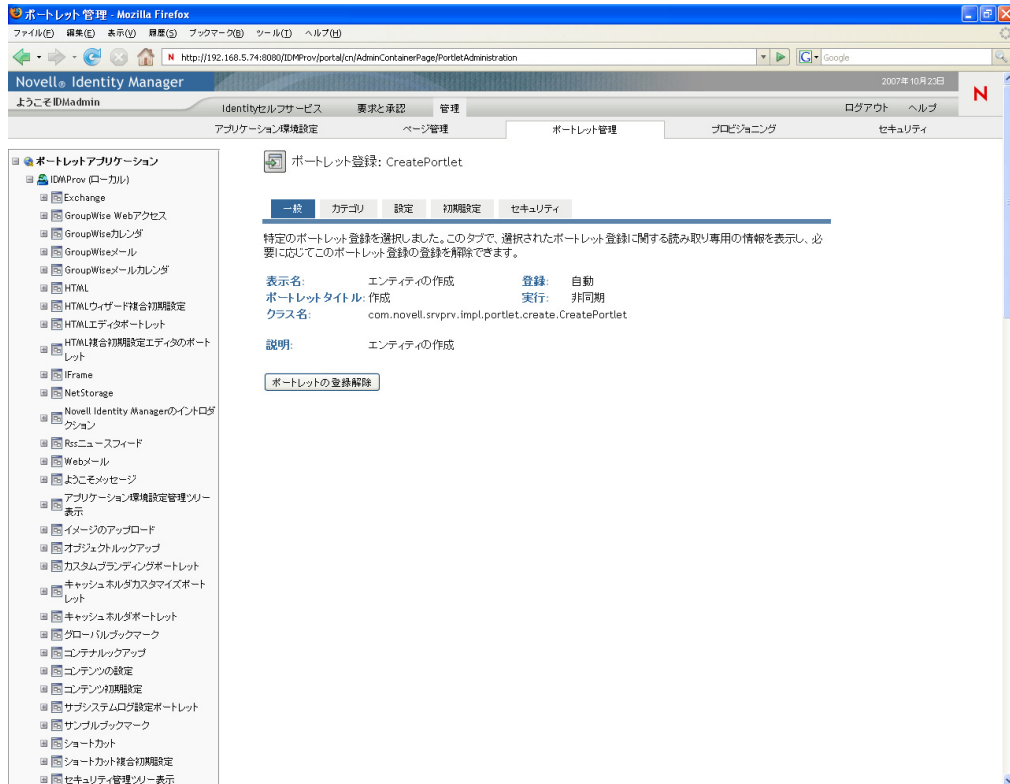 ポートレット管理 - Mozilla Firefox
ファイル(F) 編集(E) 表示(V) 履歴(S) ブックマーク(B) ツール(T) ヘルプ(H)
N http://192.168.5.74:8080/IDMProv/portal/cn/AdminContainerPage/PortletAdministration
G Google
Novell® Identity Manager
2007年10月23日
N
ようこそIDMadmin
Identityセルフサービス 要求と承認 管理
ログアウト ヘルプ
アプリケーション環境設定 ページ管理 ポートレット管理 プロビジョニング セキュリティ
ポートレットアプリケーション
IDMProv (ローカル)
Exchange
GroupWise Webアクセス
GroupWiseカレンダ
GroupWiseメール
GroupWiseメールカレンダ
HTML
HTMLウィザード複合初期設定
HTMLエディタポートレット
HTML複合初期設定エディタのポート
レット
IFrame
NetStorage
Novell Identity Managerのイントロダ
クション
Rssニュースフィード
Webメール
ようこそメッセージ
アプリケーション環境設定管理ツリー
表示
イメージのアップロード
オブジェクトルックアップ
カスタムブランディングポートレット
キャッシュホルダカスタマイズポート
レット
キャッシュホルダポートレット
グローバルブックマーク
コンテナルックアップ
コンテンツの設定
コンテンツ初期設定
サブシステムログ設定ポートレット
サンプルブックマーク
ショートカット
ショートカット複合初期設定
セキュリティ管理ツリー表示
ポートレット登録: CreatePortlet
一般 カテゴリ 設定 初期設定 セキュリティ
特定のポートレット登録を選択しました。このタブで、選択されたポートレット登録に関する読み取り専用の情報を表示し、必
要に応じてこのポートレット登録の登録を解除できます。
表示名: エンティティの作成 登録: 自動
ポートレットタイトル: 作成 実行: 非同期
クラス名: com.novell.srvprv.impl.portlet.create.CreatePortlet
説明: エンティティの作成
ポートレットの登録解除